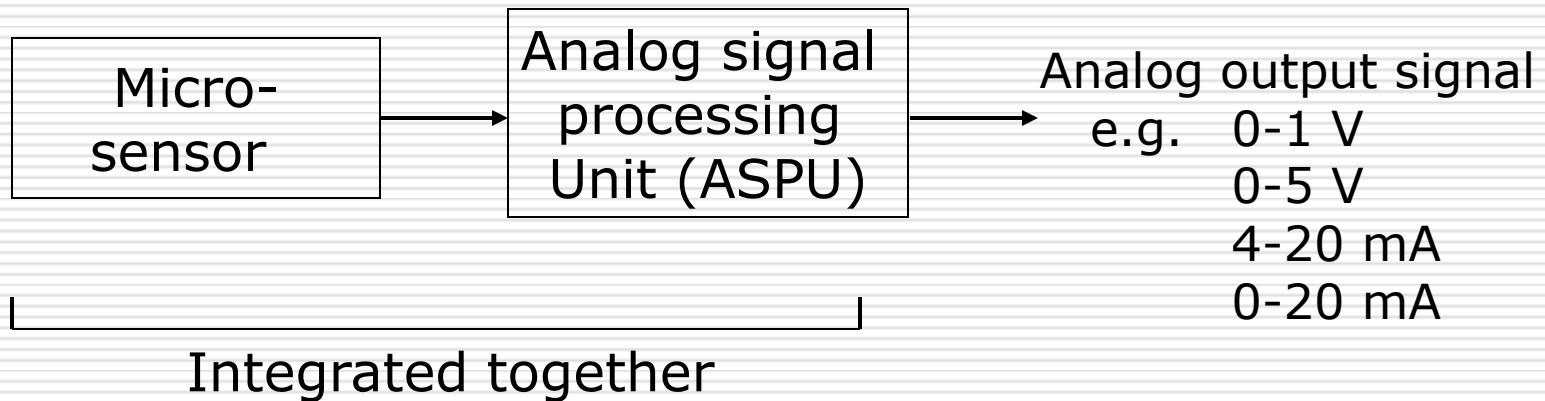 Micro-
sensor
Analog signal
processing
Unit (ASPU)
Analog output signal
e.g. 0-1 V
0-5 V
4-20 mA
0-20 mA
Integrated together